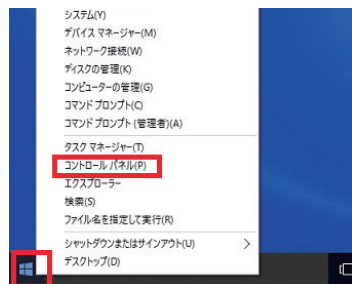 システム(Y)
デバイス マネージャー(M)
ネットワーク接続(W)
ディスクの管理(K)
コンピューターの管理(G)
コマンド プロンプト(C)
コマンド プロンプト (管理者)(A)
タスク マネージャー(T)
コントロール パネル(P)
エクスプローラー
検索(S)
ファイル名を指定して実行(R)
シャットダウンまたはサインアウト(U)
デスクトップ(D)